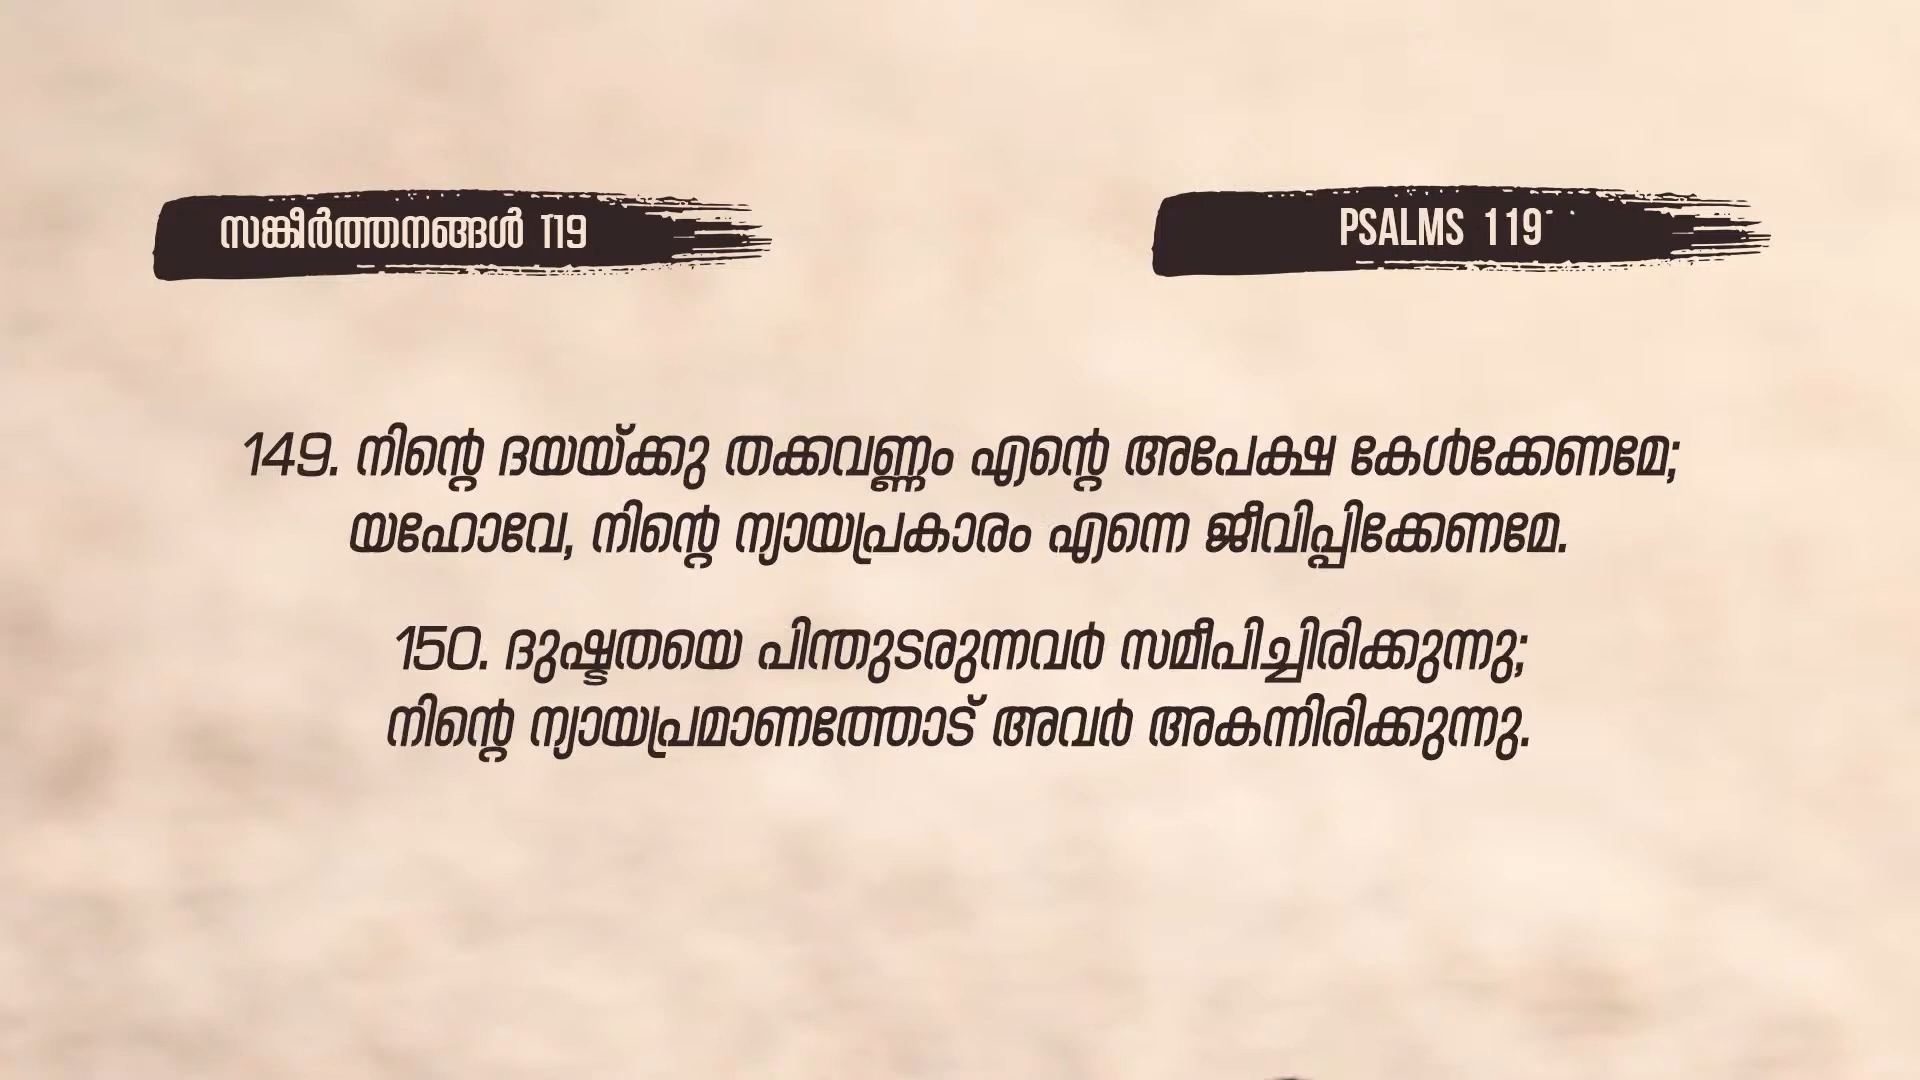 സങ്കീർത്തനങ്ങൾ 119
PSALMS 119
149. നിന്റെ ദയയ്ക്കു തക്കവണ്ണം എന്റെ അപേക്ഷ കേൾക്കേണമേ;
യഹോവേ, നിന്റെ ന്യായപ്രകാരം എന്നെ ജീവിപ്പിക്കേണമേ.
150. ദുഷ്ടതയെ പിന്തുടരുന്നവർ സമീപിച്ചിരിക്കുന്നു;
നിന്റെ ന്യായപ്രമാണത്തോട് അവർ അകന്നിരിക്കുന്നു.